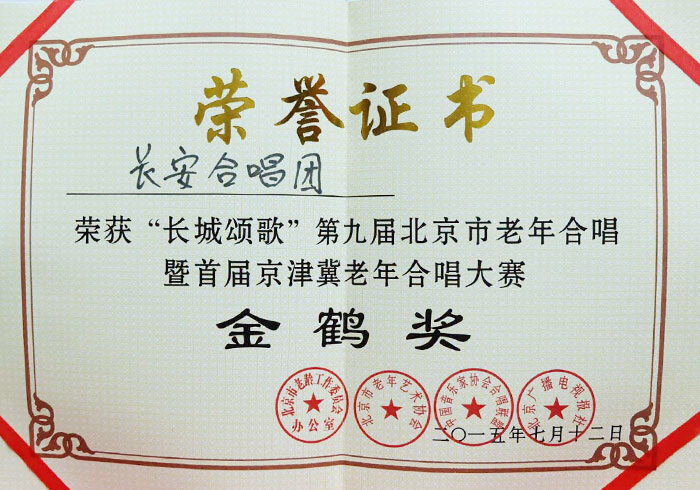 荣誉证书
长安合唱团
荣获“长城颂歌”第九届北京市老年合唱
暨首届京津冀老年合唱大赛
金鹤奖
北京市老龄工作委员会
办公室
北京市老年艺术协会
中国音乐家协会合唱联盟
北京广播电视报社
二〇一五年七月十二日